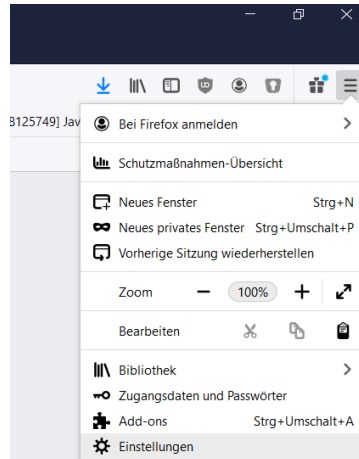 8125749] Jav
Bei Firefox anmelden
Schutzmaßnahmen-Übersicht
Neues Fenster Strg+N
Neues privates Fenster Strg+Umschalt+P
Vorherige Sitzung wiederherstellen
Zoom 100%
Bearbeiten
Bibliothek
Zugangsdaten und Passwörter
Add-ons Strg+Umschalt+A
Einstellungen